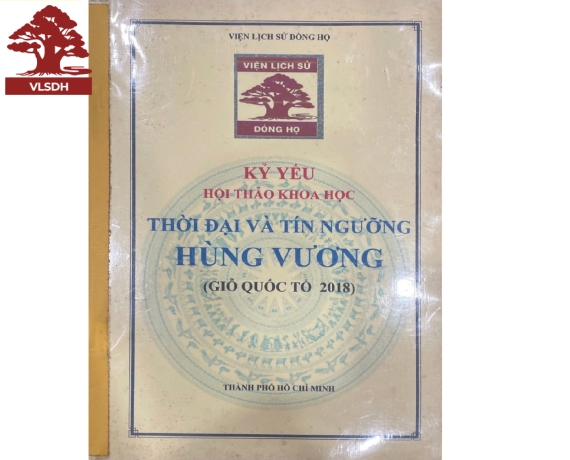 VLSDH
VIỆN LỊCH SỬ DÒNG HỌ
VIỆN LỊCH SỬ
DÒNG HỌ
KỶ YẾU
HỘI THẢO KHOA HỌC
THỜI ĐẠI VÀ TÍN NGƯỠNG
HÙNG VƯƠNG
(GIỖ QUỐC TỔ 2018)
THÀNH PHỐ HỒ CHÍ MINH